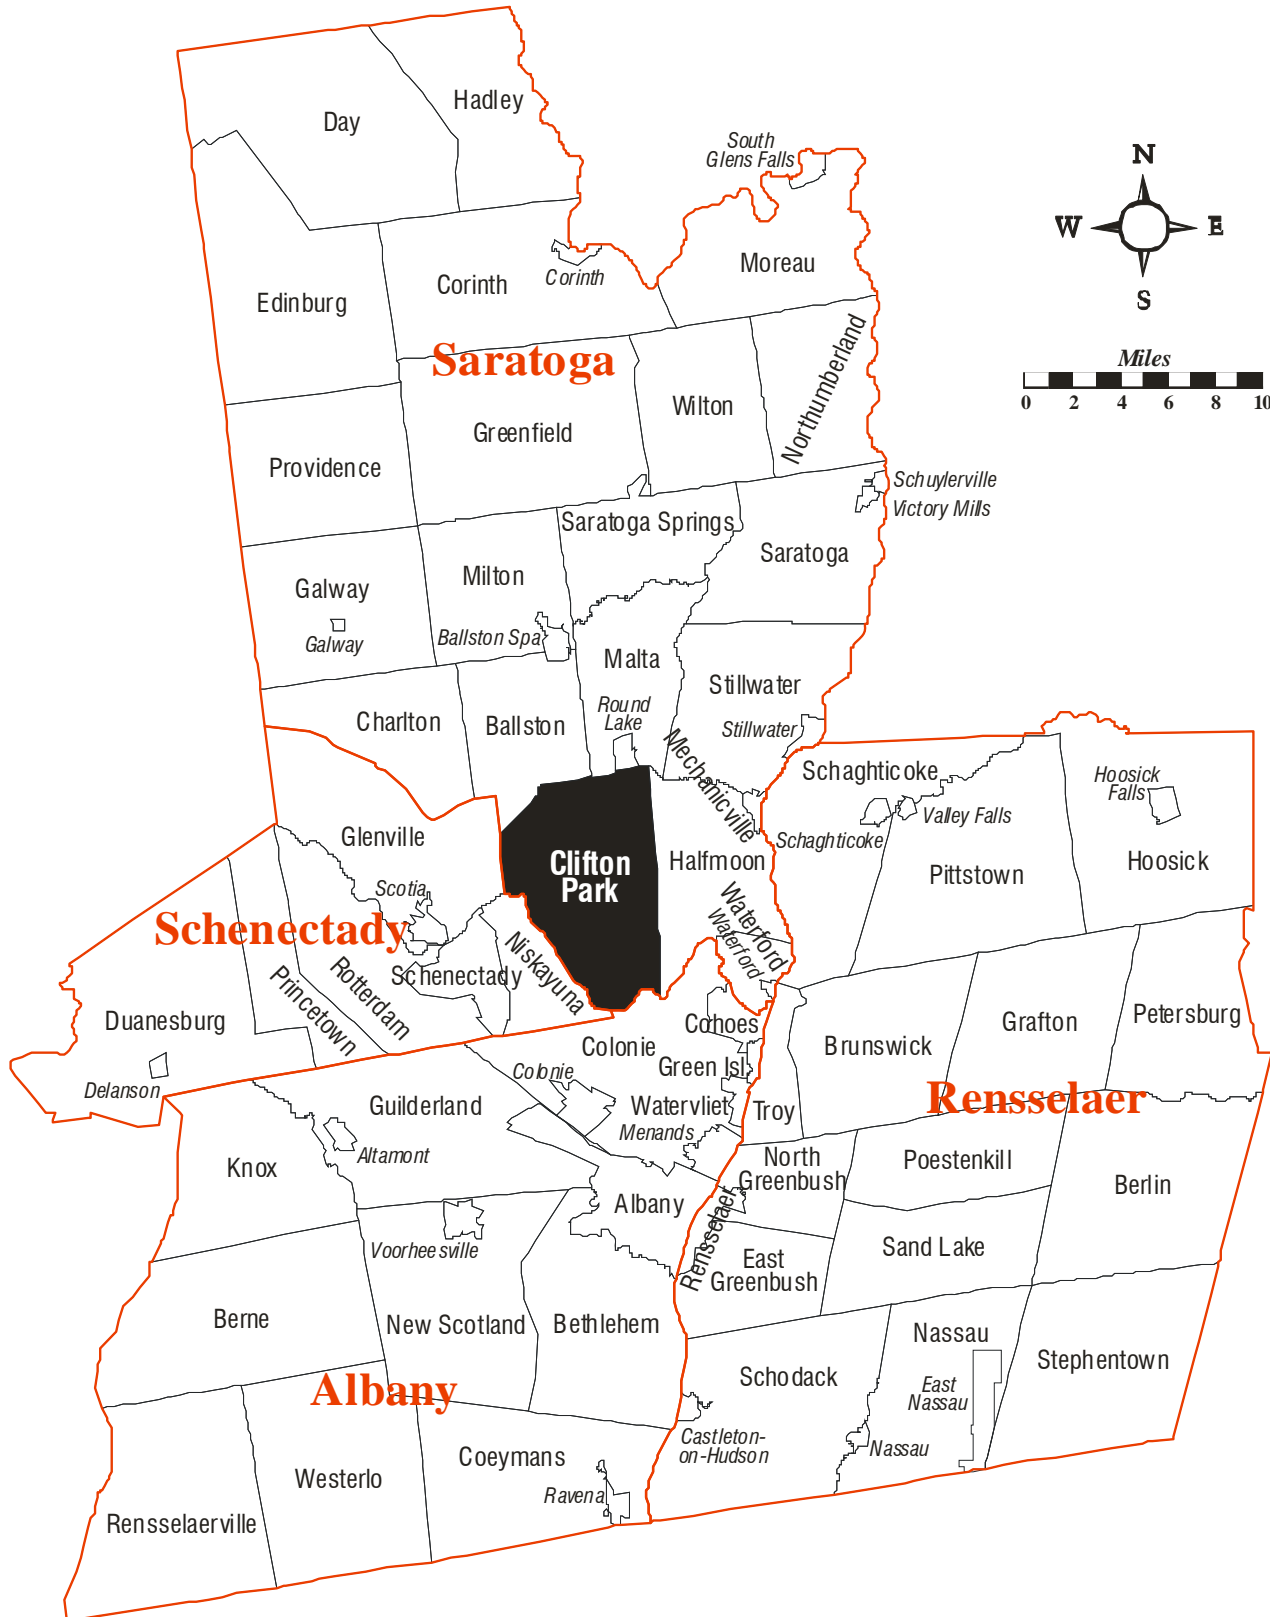 Hadley
Day
South
Glens Falls
N
W
E
S
Moreau
Corinth
Corinth
Edinburg
Miles
0 2 4 6 8 10
Saratoga
Northumberland
Wilton
Greenfield
Providence
Schuylerville
Victory Mills
Saratoga Springs
Saratoga
Milton
Galway
Galway
Ballston Spa
Malta
Stillwater
Round
Lake
Charlton
Ballston
Stillwater
Mechanicville
Schaghticoke
Hoosick
Falls
Valley Falls
Schaghticoke
Glenville
Clifton
Park
Halfmoon
Pittstown
Hoosick
Scotia
Schenectady
Waterford
Waterford
Niskayuna
Schenectady
Rotterdam
Princetown
Duanesburg
Delanson
Cohoes
Colonie
Green Isl
Colonie
Brunswick
Grafton
Petersburg
Rensselaer
Guilderland
Watervliet
Troy
Menands
Altamont
Knox
North
Greenbush
Poestenkill
Berlin
Albany
Rensselaer
Voorheesville
Sand Lake
East
Greenbush
Berne
New Scotland
Bethlehem
Nassau
Stephentown
Schodack
East
Nassau
Albany
Castleton-
on-Hudson
Nassau
Coeymans
Westerlo
Ravena
Rensselaerville